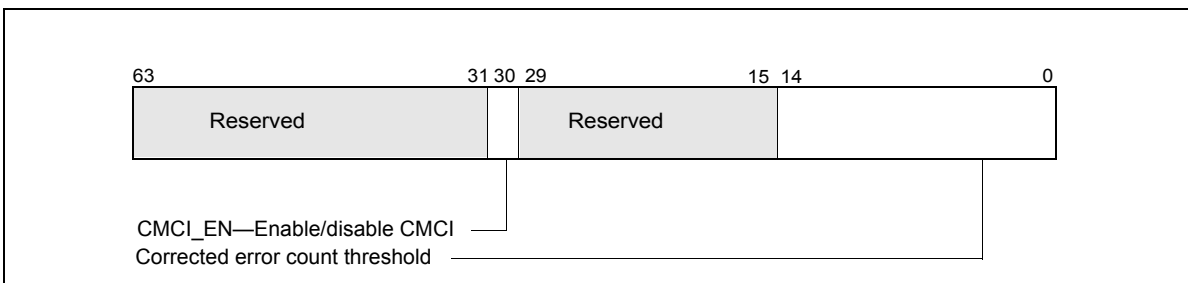 63 31 30 29 15 14 0
Reserved Reserved
CMCI_EN—Enable/disable CMCI
Corrected error count threshold